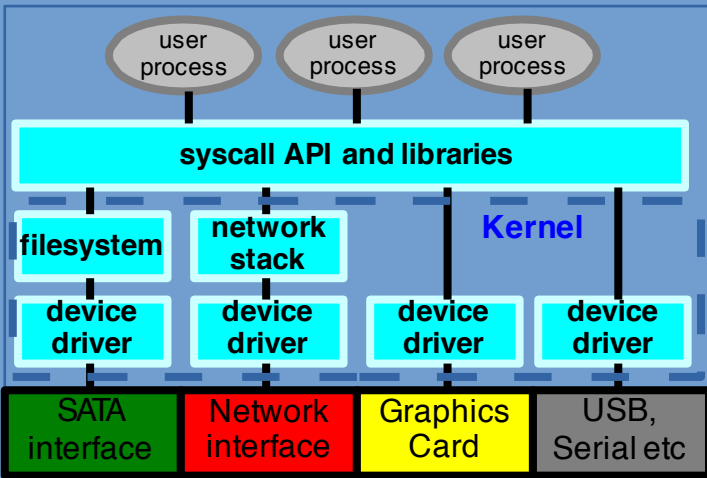 user
process
user
process
user
process
syscall API and libraries
filesystem
network
stack
Kernel
device
driver
device
driver
device
driver
device
driver
SATA
interface
Network
interface
Graphics
Card
USB,
Serial etc